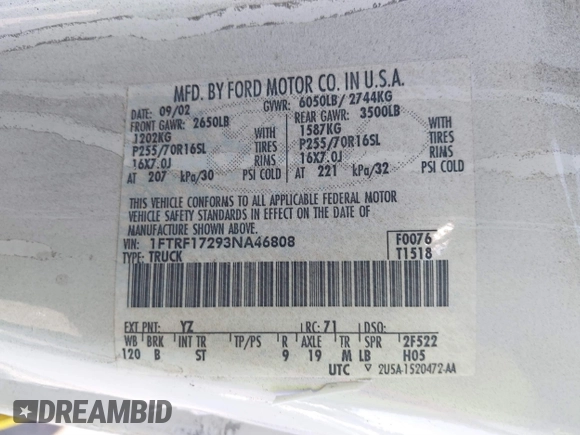 MFD. BY FORD MOTOR CO. IN U.S.A.
DATE: 09/02 GVWR: 6050LB/ 2744KG
FRONT GAWR: 2650LB REAR GAWR: 3500LB
1202KG WITH 1587KG WITH
P255/70R16SL TIRES P255/70R16SL TIRES
16X7.0J RIMS 16X7.0J RIMS
AT 207 kPa/30 PSI COLD AT 221 kPa/32 PSI COLD
THIS VEHICLE CONFORMS TO ALL APPLICABLE FEDERAL MOTOR
VEHICLE SAFETY STANDARDS IN EFFECT ON THE DATE OF
MANUFACTURE SHOWN ABOVE.
VIN: 1FTRF17293NA46808 F0076
TYPE: TRUCK T1518
EXT PNT: YZ RC: 71 DSO:
WB BRK INT TR TP/PS R AXLE TR SPR 2F522
120 B ST 9 19 M LB H05
UTC ▽ 2USA-1520472-AA
DREAMBID